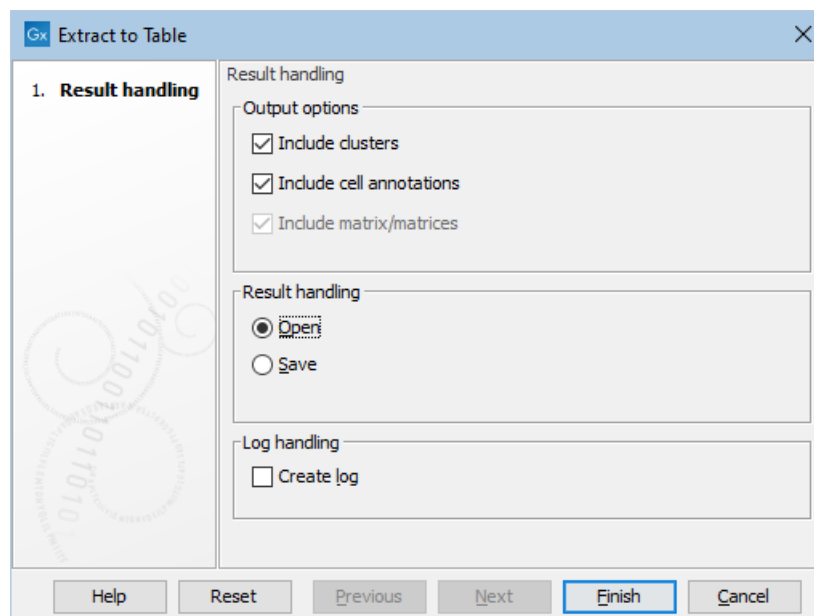 Gx Extract to Table
1. Result handling
Result handling
Output options
Include clusters
Include cell annotations
Include matrix/matrices
Result handling
Open
Save
Log handling
Create log
Help Reset Previous Next Finish Cancel